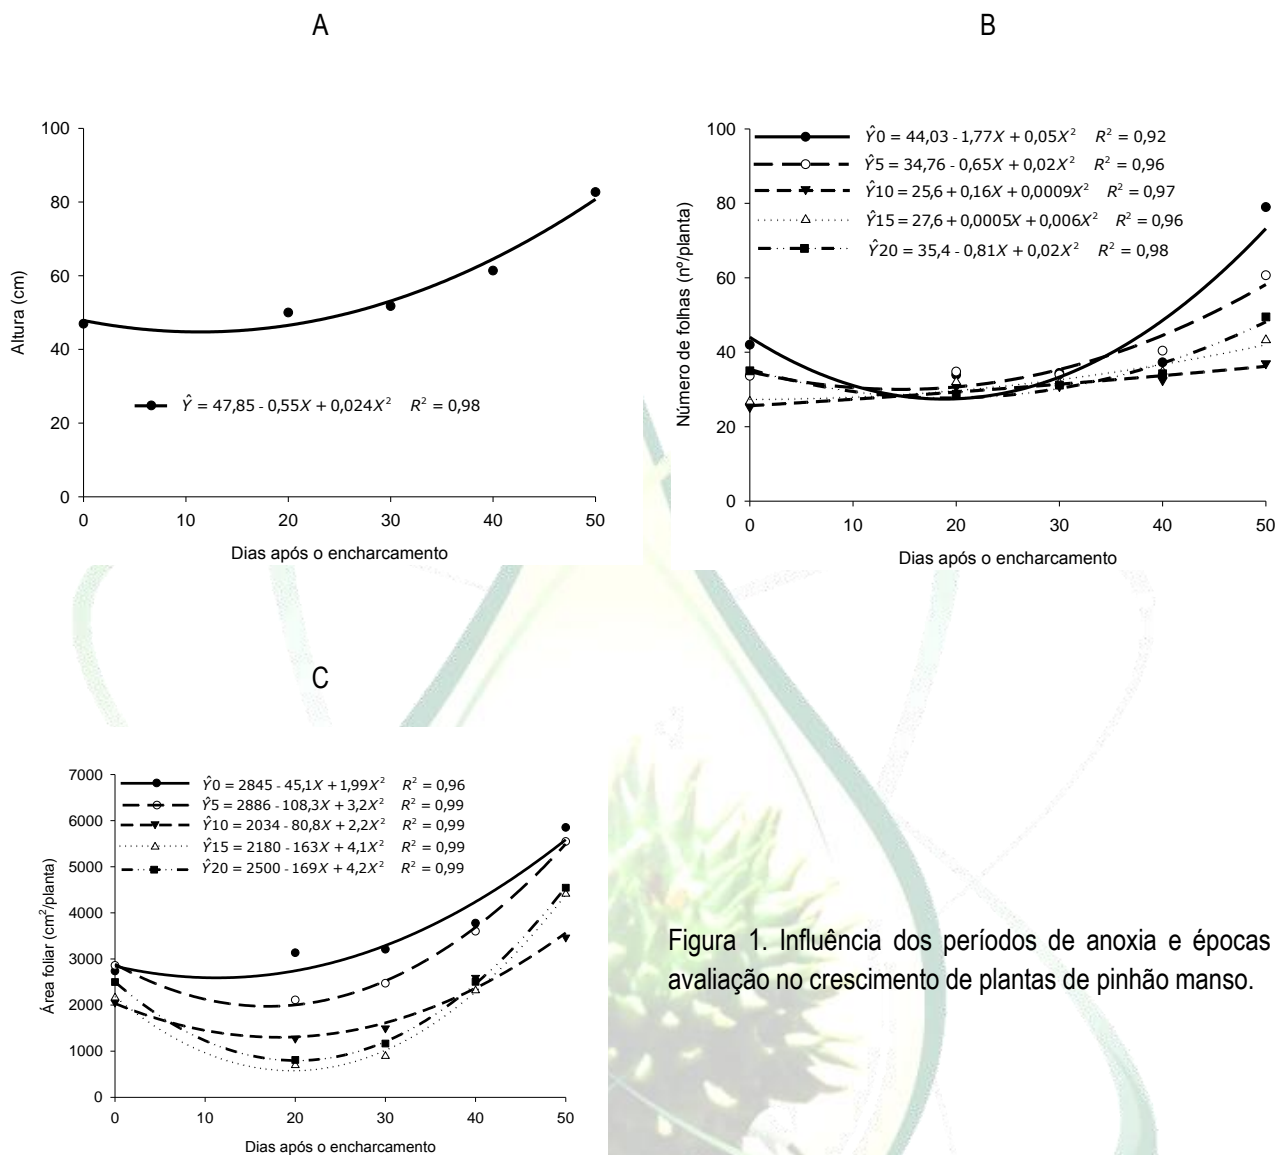 A
100
80
60
40
20
0
Altura (cm)
Ŷ = 47,85 - 0,55X + 0,024X² R² = 0,98
0 10 20 30 40 50
Dias após o encharcamento
B
100
80
60
40
20
0
Número de folhas (nº/planta)
Ŷ0 = 44,03 - 1,77X + 0,05X² R² = 0,92
Ŷ5 = 34,76 - 0,65X + 0,02X² R² = 0,96
Ŷ10 = 25,6 + 0,16X + 0,0009X² R² = 0,97
Ŷ15 = 27,6 + 0,0005X + 0,006X² R² = 0,96
Ŷ20 = 35,4 - 0,81X + 0,02X² R² = 0,98
0 10 20 30 40 50
Dias após o encharcamento
C
7000
6000
5000
4000
3000
2000
1000
0
Área foliar (cm²/planta)
Ŷ0 = 2845 - 45,1X + 1,99X² R² = 0,96
Ŷ5 = 2886 - 108,3X + 3,2X² R² = 0,99
Ŷ10 = 2034 - 80,8X + 2,2X² R² = 0,99
Ŷ15 = 2180 - 163X + 4,1X² R² = 0,99
Ŷ20 = 2500 - 169X + 4,2X² R² = 0,99
0 10 20 30 40 50
Dias após o encharcamento
Figura 1. Influência dos períodos de anoxia e épocas
avaliação no crescimento de plantas de pinhão manso.